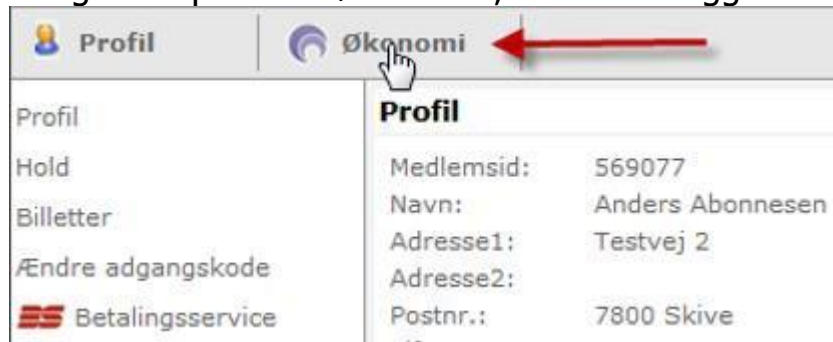 Profil Økonomi
Profil
Hold
Billetter
Ændre adgangskode
BS Betalingsservice
Profil
Medlemsid: 569077
Navn: Anders Abonnesen
Adresse1: Testvej 2
Adresse2:
Postnr.: 7800 Skive